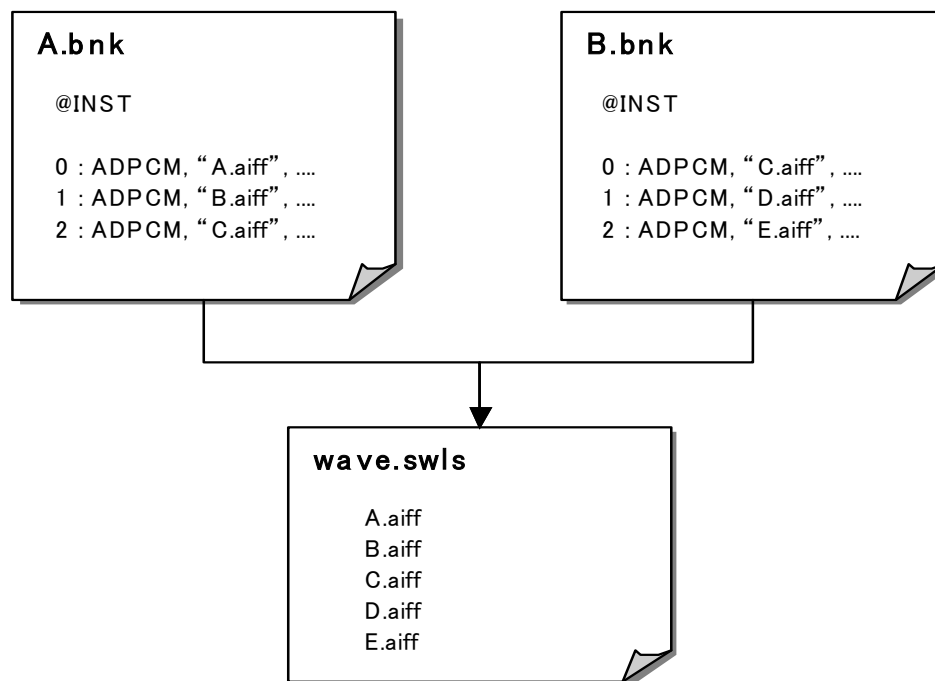 A.bnk
@INST
0 : ADPCM, “A.aiff”, ....
1 : ADPCM, “B.aiff”, ....
2 : ADPCM, “C.aiff”, ....
B.bnk
@INST
0 : ADPCM, “C.aiff”, ....
1 : ADPCM, “D.aiff”, ....
2 : ADPCM, “E.aiff”, ....
wave.swls
A.aiff
B.aiff
C.aiff
D.aiff
E.aiff